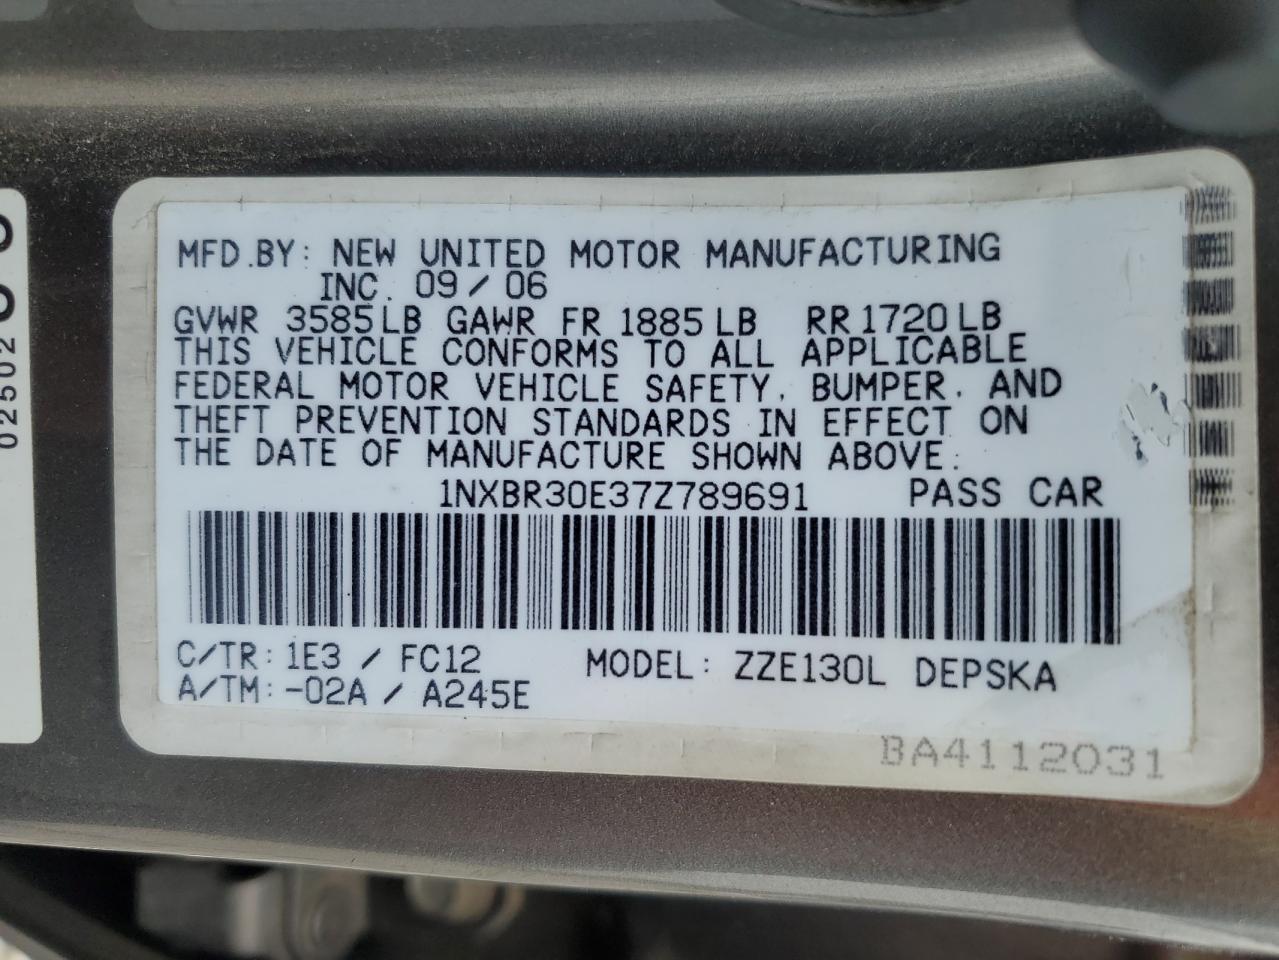 MFD.BY: NEW UNITED MOTOR MANUFACTURING
INC. 09/06
GVWR 3585LB GAWR FR 1885LB RR1720LB
THIS VEHICLE CONFORMS TO ALL APPLICABLE
FEDERAL MOTOR VEHICLE SAFETY, BUMPER, AND
THEFT PREVENTION STANDARDS IN EFFECT ON
THE DATE OF MANUFACTURE SHOWN ABOVE.
1NXBR30E37Z789691 PASS CAR
C/TR: 1E3 / FC12 MODEL: ZZE130L DEPSKA
A/TM: -02A / A245E
BA4112031
02502